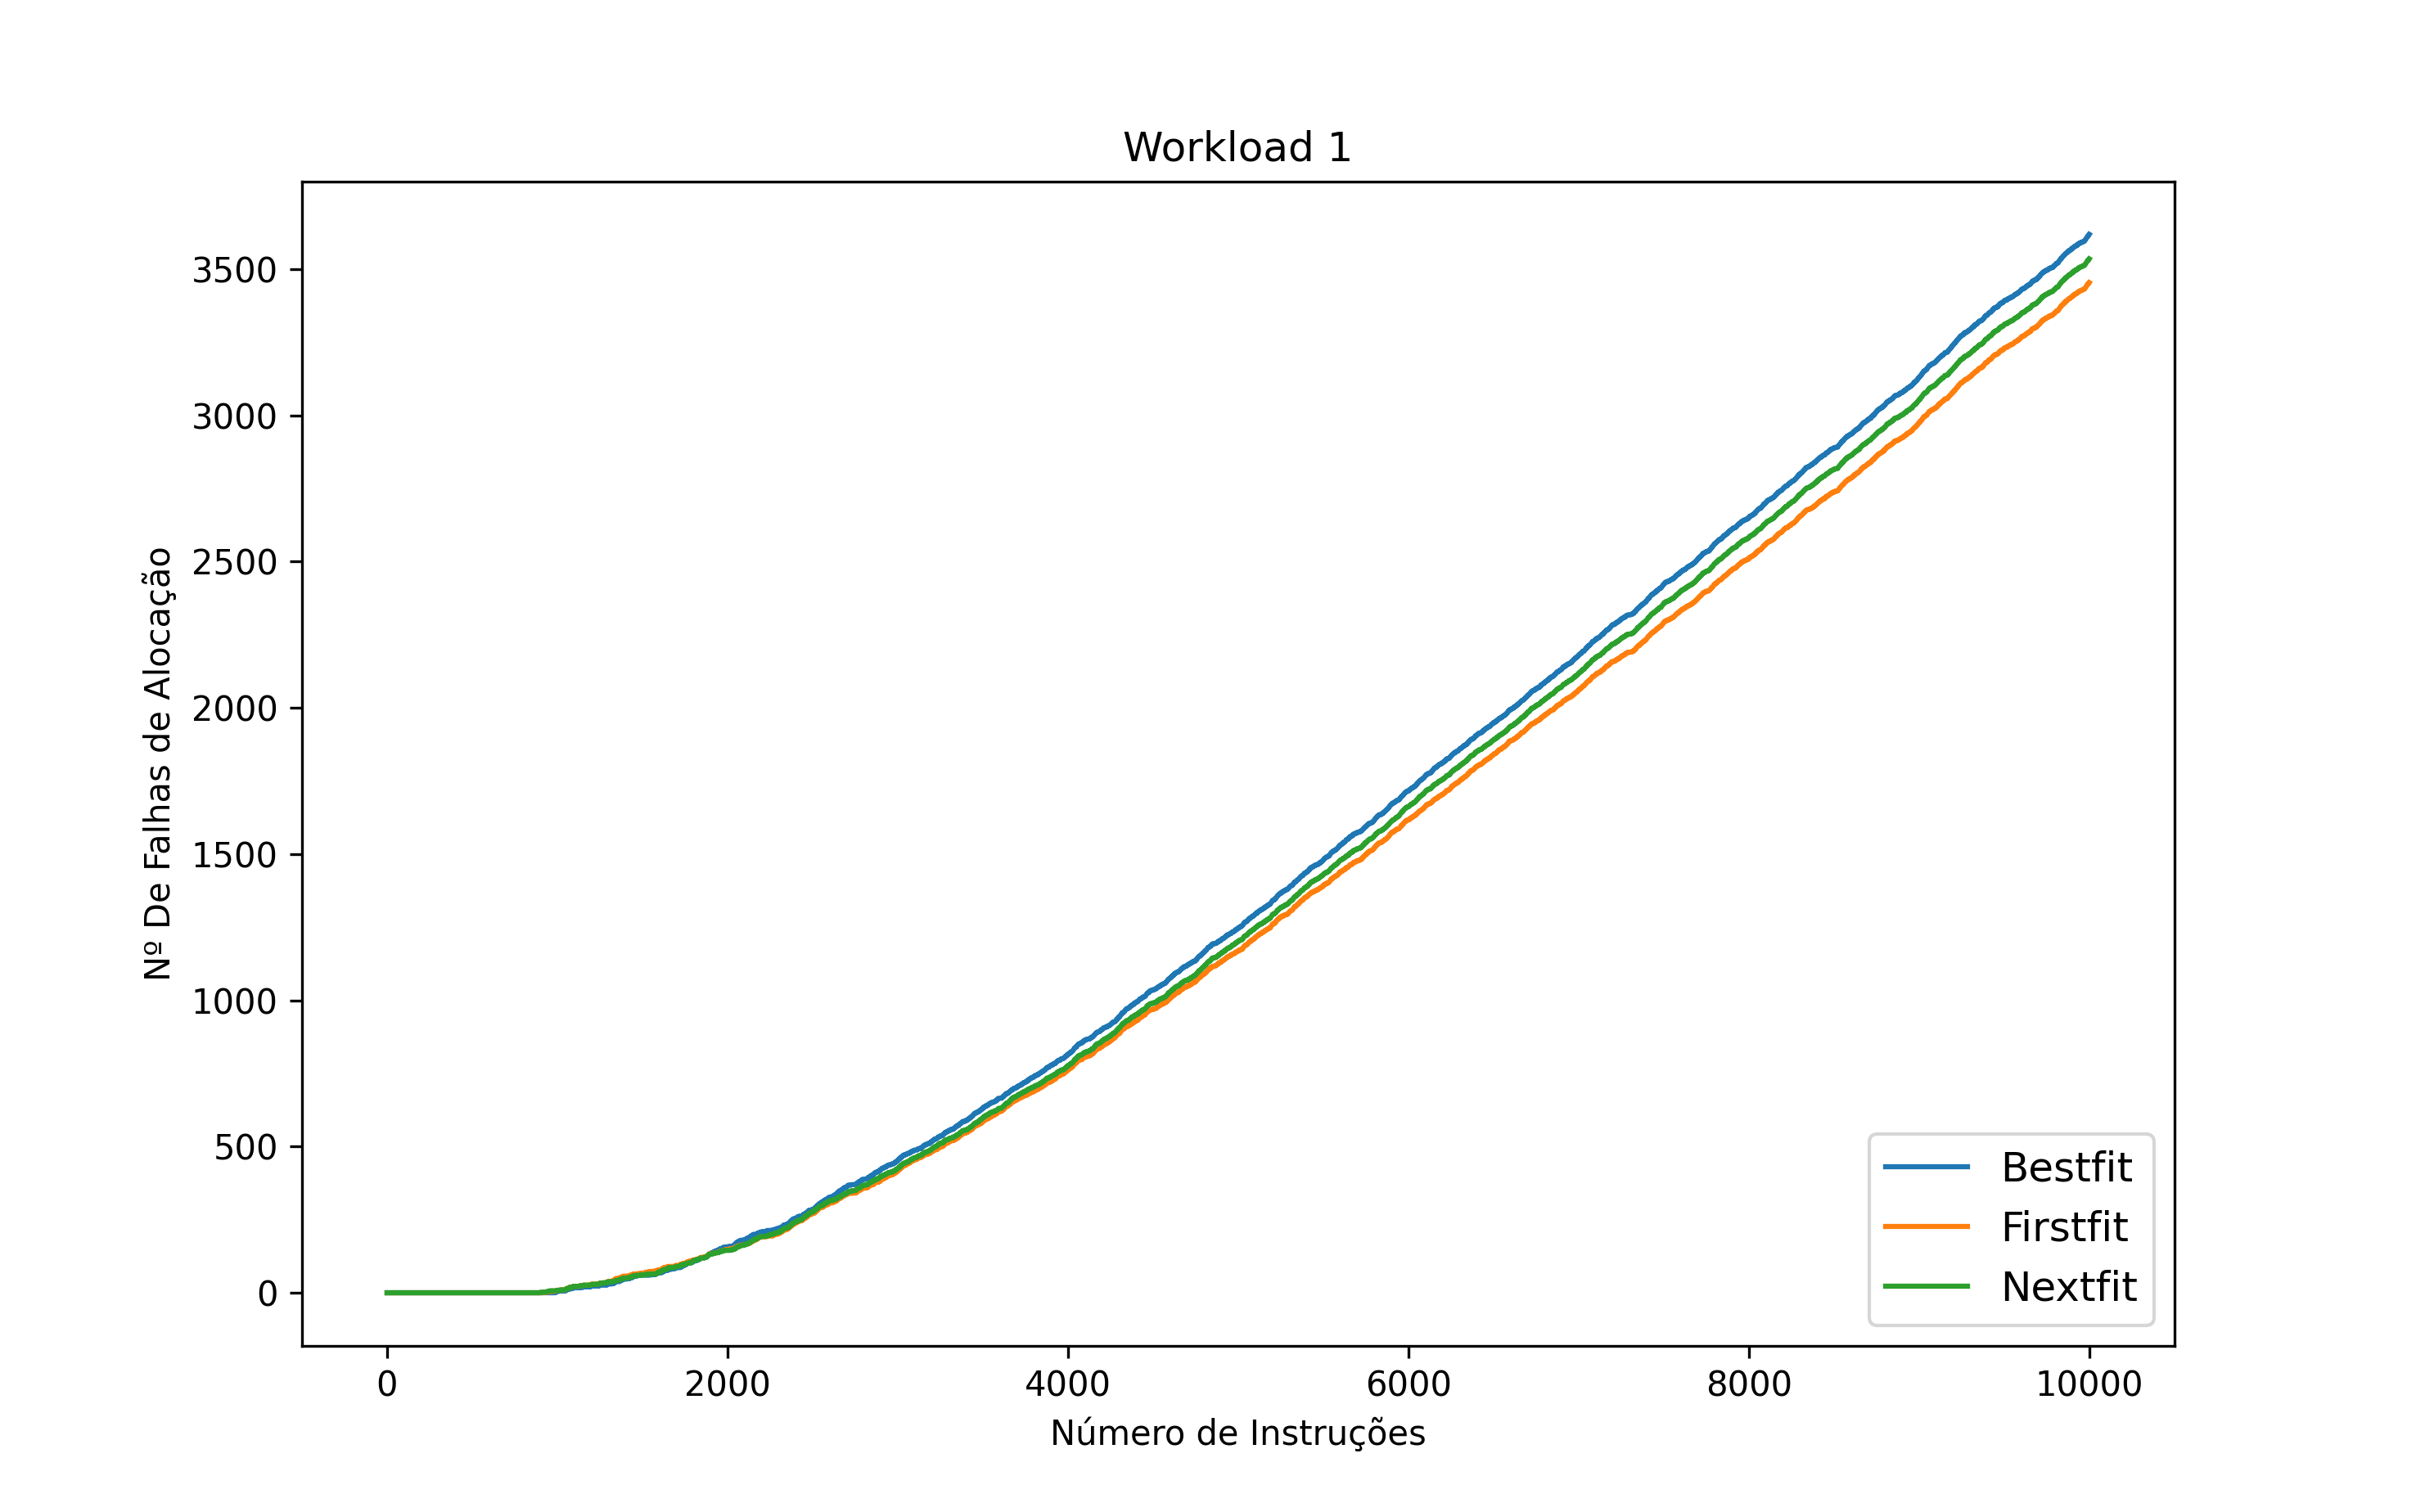 Workload 1
Nº De Falhas de Alocação
3500
3000
2500
2000
1500
1000
500
0
0 2000 4000 6000 8000 10000
Número de Instruções
Bestfit
Firstfit
Nextfit